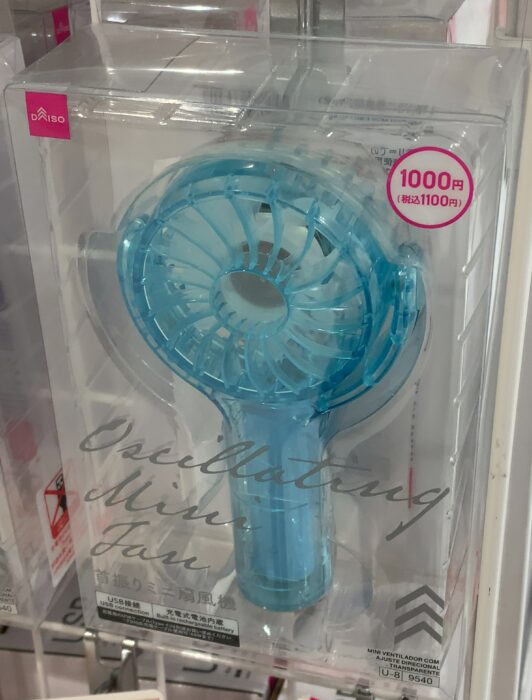 DAISO
1000円
(税込1100円)
Oscillating
Mini
Fan
首振りミニ扇風機
USB接続
USB connection
充電式電池内蔵
Built-in rechargeable battery
MINI VENTILADOR COM
AJUSTE DIRECIONAL
TRANSPARENTE
U-8 9540
9540